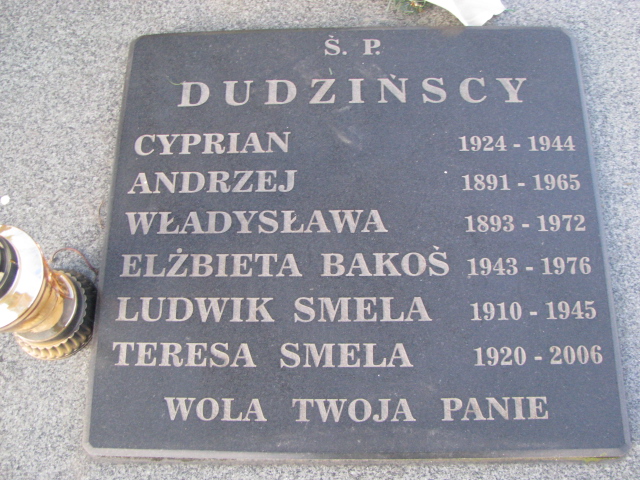 Ś. P.
DUDZIŃSCY
CYPRIAN 1924 - 1944
ANDRZEJ 1891 - 1965
WŁADYSŁAWA 1893 - 1972
ELŻBIETA BAKOŚ 1943 - 1976
LUDWIK SMELA 1910 - 1945
TERESA SMELA 1920 - 2006
WOLA TWOJA PANIE